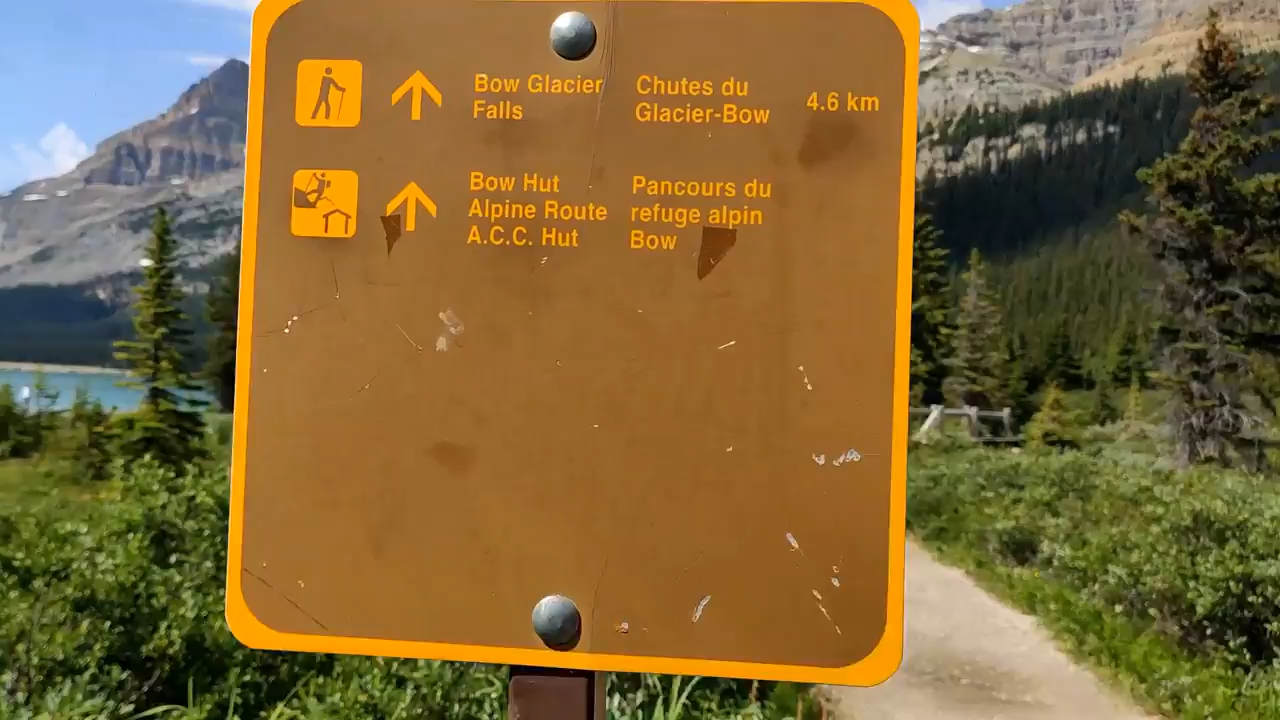 Bow Glacier
Falls
Chutes du
Glacier-Bow
4.6 km
Bow Hut
Alpine Route
A.C.C. Hut
Pancours du
refuge alpin
Bow